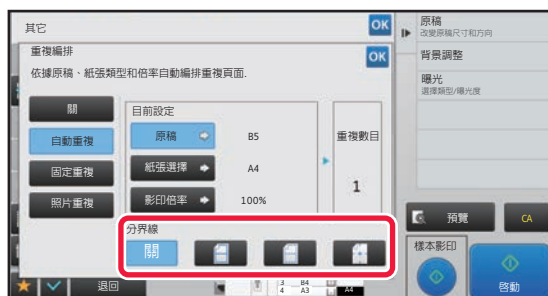 其它
OK
重複編排
OK
依據原稿、紙張類型和倍率自動編排重複頁面.
關
自動重複
固定重複
照片重複
目前設定
原稿
B5
紙張選擇
A4
影印倍率
100%
重複數目
1
分界線
關
退回
3 B4
4 A3
A4
原稿
改變原稿尺寸和方向
背景調整
曝光
選擇類型/曝光度
預覽
CA
樣本影印
啓動